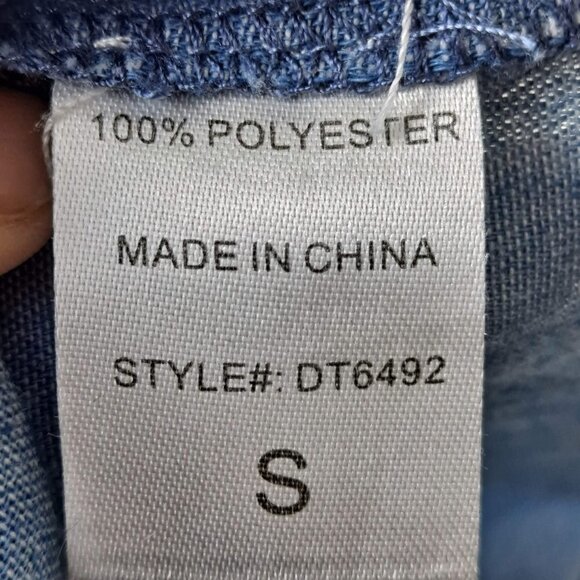 100% POLYESTER
MADE IN CHINA
STYLE#: DT6492
S